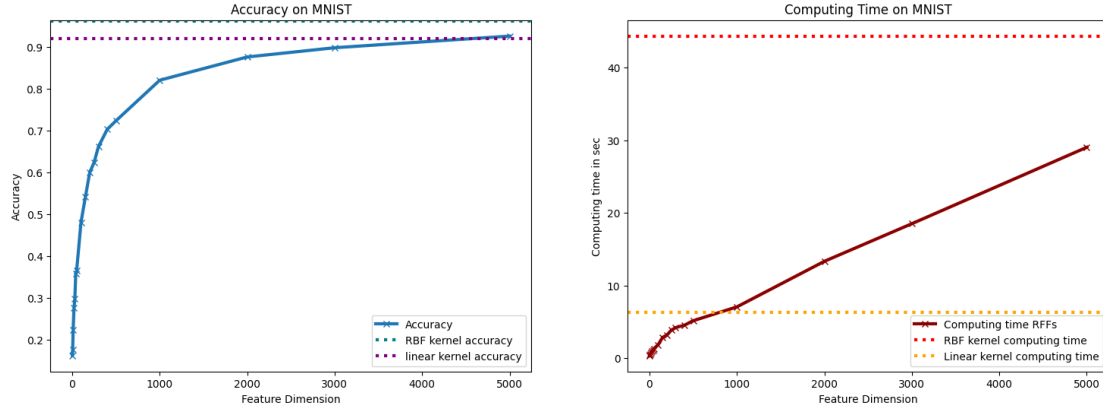 Accuracy on MNIST
0.9
0.8
0.7
0.6
0.5
0.4
0.3
0.2
Accuracy
0
1000
2000
3000
4000
5000
Feature Dimension
Accuracy
RBF kernel accuracy
linear kernel accuracy
Computing Time on MNIST
40
30
20
10
0
Computing time in sec
0
1000
2000
3000
4000
5000
Feature Dimension
Computing time RFFs
RBF kernel computing time
Linear kernel computing time